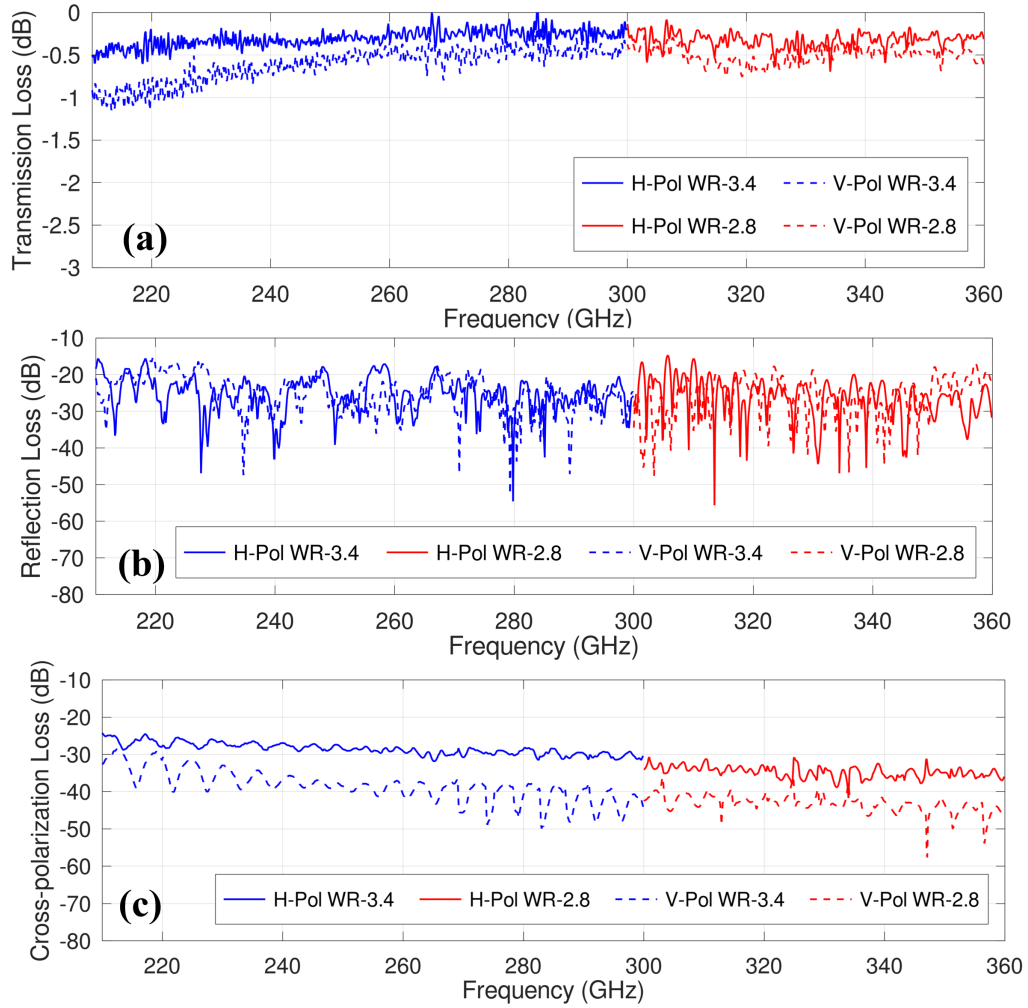 0
-0.5
-1
-1.5
-2
-2.5
-3
Transmission Loss (dB)
(a)
H-Pol WR-3.4 V-Pol WR-3.4
H-Pol WR-2.8 V-Pol WR-2.8
220 240 260 280 300 320 340 360
Frequency (GHz)
-10
-20
-30
-40
-50
-60
-70
-80
Reflection Loss (dB)
(b)
H-Pol WR-3.4 H-Pol WR-2.8 V-Pol WR-3.4 V-Pol WR-2.8
220 240 260 280 300 320 340 360
Frequency (GHz)
-10
-20
-30
-40
-50
-60
-70
-80
Cross-polarization Loss (dB)
(c)
H-Pol WR-3.4 H-Pol WR-2.8 V-Pol WR-3.4 V-Pol WR-2.8
220 240 260 280 300 320 340 360
Frequency (GHz)